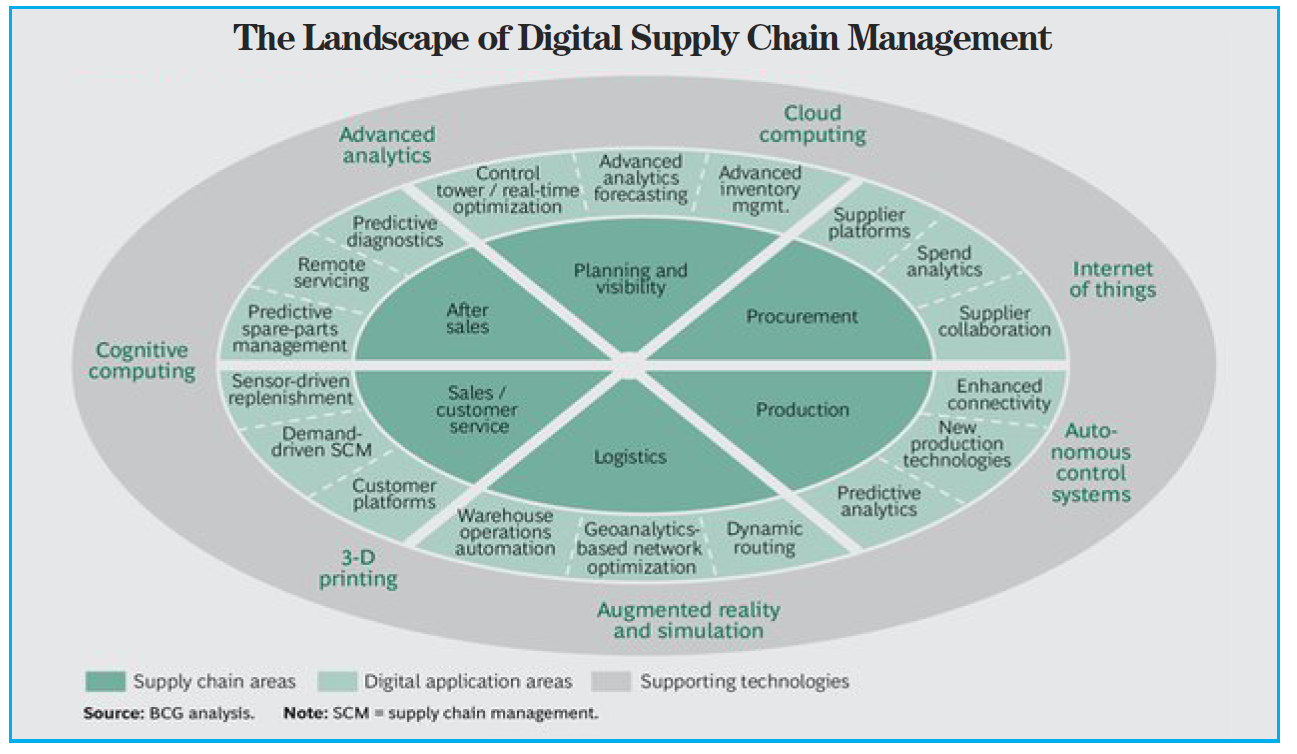 The Landscape of Digital Supply Chain Management
Advanced
analytics
Cloud
computing
Internet
of things
Auto-
nomous
control
systems
Augmented reality
and simulation
3-D
printing
Cognitive
computing
Control
tower / real-time
optimization
Advanced
analytics
forecasting
Advanced
inventory
mgmt.
Supplier
platforms
Spend
analytics
Supplier
collaboration
Enhanced
connectivity
New
production
technologies
Predictive
analytics
Dynamic
routing
Geoanalytics-
based network
optimization
Warehouse
operations
automation
Customer
platforms
Demand-
driven SCM
Sensor-driven
replenishment
Predictive
spare-parts
management
Remote
servicing
Predictive
diagnostics
Planning and
visibility
Procurement
Production
Logistics
Sales /
customer
service
After
sales
Supply chain areas
Digital application areas
Supporting technologies
Source: BCG analysis. Note: SCM = supply chain management.